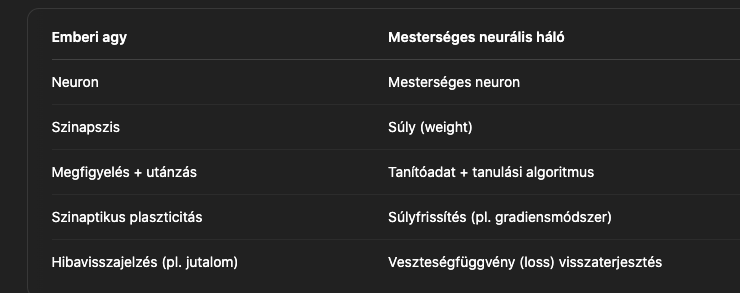 Emberi agy Mesterséges neurális háló
Neuron Mesterséges neuron
Szinapszis Súly (weight)
Megfigyelés + utánzás Tanítóadat + tanulási algoritmus
Szinaptikus plaszticitás Súlyfrissítés (pl. gradiensmódszer)
Hibavisszajelzés (pl. jutalom) Veszteségfüggvény (loss) visszaterjesztés